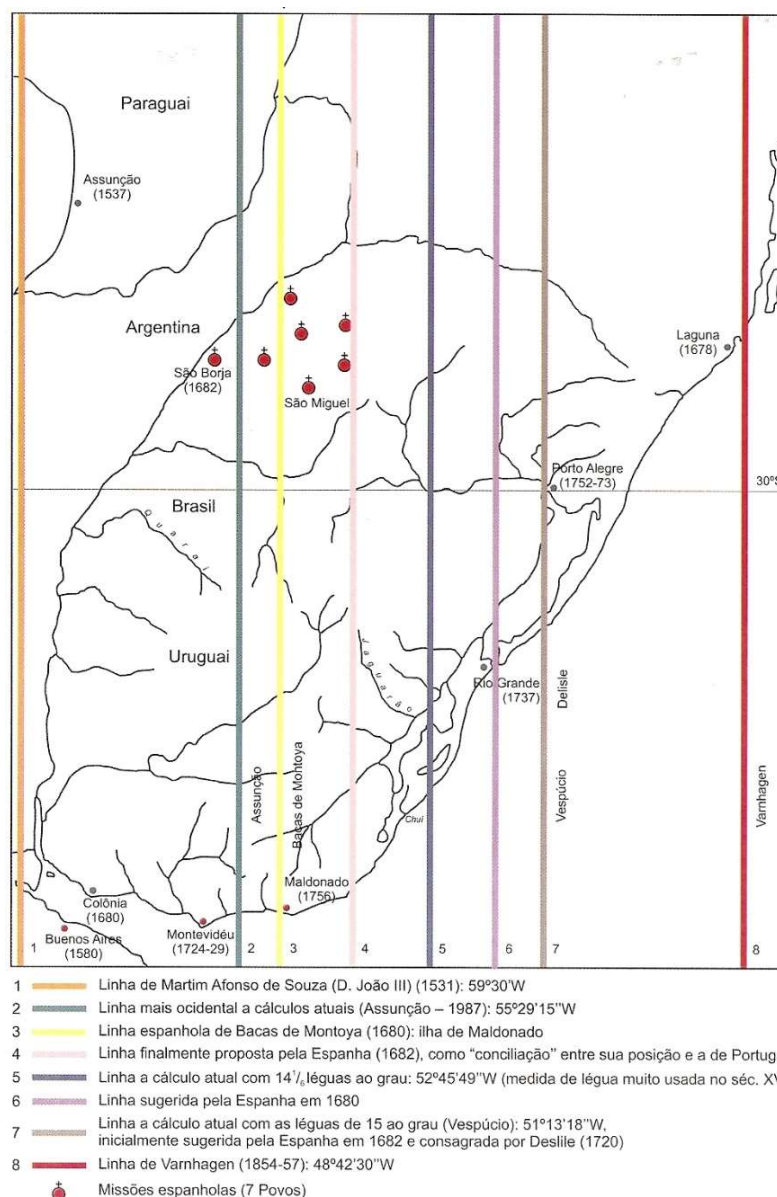 Paraguai
Assunção
(1537)
Argentina
São Borja
(1682)
São Miguel
Laguna
(1678)
Porto Alegre
(1752-73)
30ºS
Brasil
Quaraí
Uruguai
Jaguarão
Rio Grande
(1737)
Delisle
Assunção
Bacas de Montoya
Vespúcio
Varnhagen
Chuí
Colônia
(1680)
Maldonado
(1756)
Buenos Aires
(1580)
Montevidéu
(1724-29)
1 2 3 4 5 6 7 8
1 Linha de Martim Afonso de Souza (D. João III) (1531): 59º30'W
2 Linha mais ocidental a cálculos atuais (Assunção – 1987): 55º29'15"W
3 Linha espanhola de Bacas de Montoya (1680): ilha de Maldonado
4 Linha finalmente proposta pela Espanha (1682), como “conciliação” entre sua posição e a de Portug
5 Linha a cálculo atual com 14 1/6 léguas ao grau: 52º45'49"W (medida de légua muito usada no séc. XV
6 Linha sugerida pela Espanha em 1680
7 Linha a cálculo atual com as léguas de 15 ao grau (Vespúcio): 51º13'18"W,
inicialmente sugerida pela Espanha em 1682 e consagrada por Deslile (1720)
8 Linha de Varnhagen (1854-57): 48º42'30"W
Missões espanholas (7 Povos)